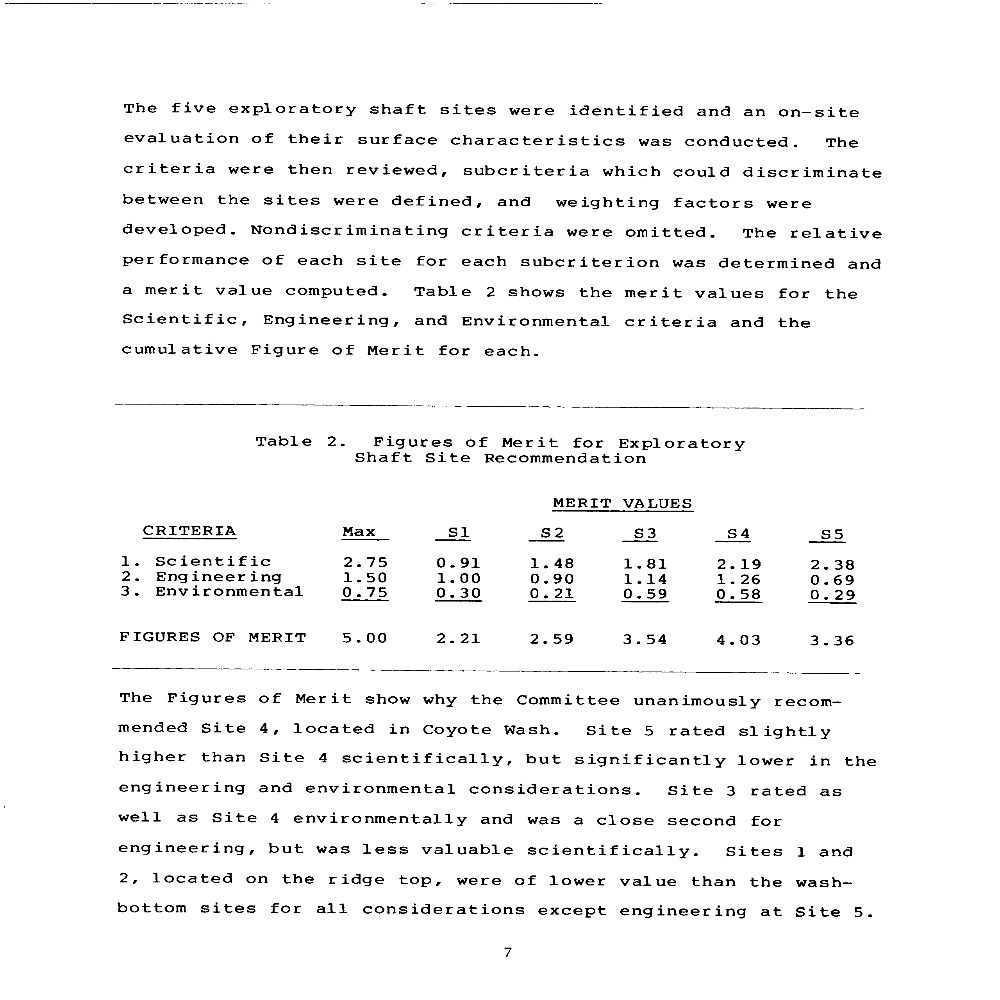 The five exploratory shaft sites were identified and an on-site
evaluation of their surface characteristics was conducted. The
criteria were then reviewed, subcriteria which could discriminate
between the sites were defined, and weighting factors were
developed. Nondiscriminating criteria were omitted. The relative
performance of each site for each subcriterion was determined and
a merit value computed. Table 2 shows the merit values for the
Scientific, Engineering, and Environmental criteria and the
cumulative Figure of Merit for each.
Table 2. Figures of Merit for Exploratory
Shaft Site Recommendation
MERIT VALUES
CRITERIA Max S1 S2 S3 S4 S5
1. Scientific 2.75 0.91 1.48 1.81 2.19 2.38
2. Engineering 1.50 1.00 0.90 1.14 1.26 0.69
3. Environmental 0.75 0.30 0.21 0.59 0.58 0.29
FIGURES OF MERIT 5.00 2.21 2.59 3.54 4.03 3.36
The Figures of Merit show why the Committee unanimously recom-
mended Site 4, located in Coyote Wash. Site 5 rated slightly
higher than Site 4 scientifically, but significantly lower in the
engineering and environmental considerations. Site 3 rated as
well as Site 4 environmentally and was a close second for
engineering, but was less valuable scientifically. Sites 1 and
2, located on the ridge top, were of lower value than the wash-
bottom sites for all considerations except engineering at Site 5.
7